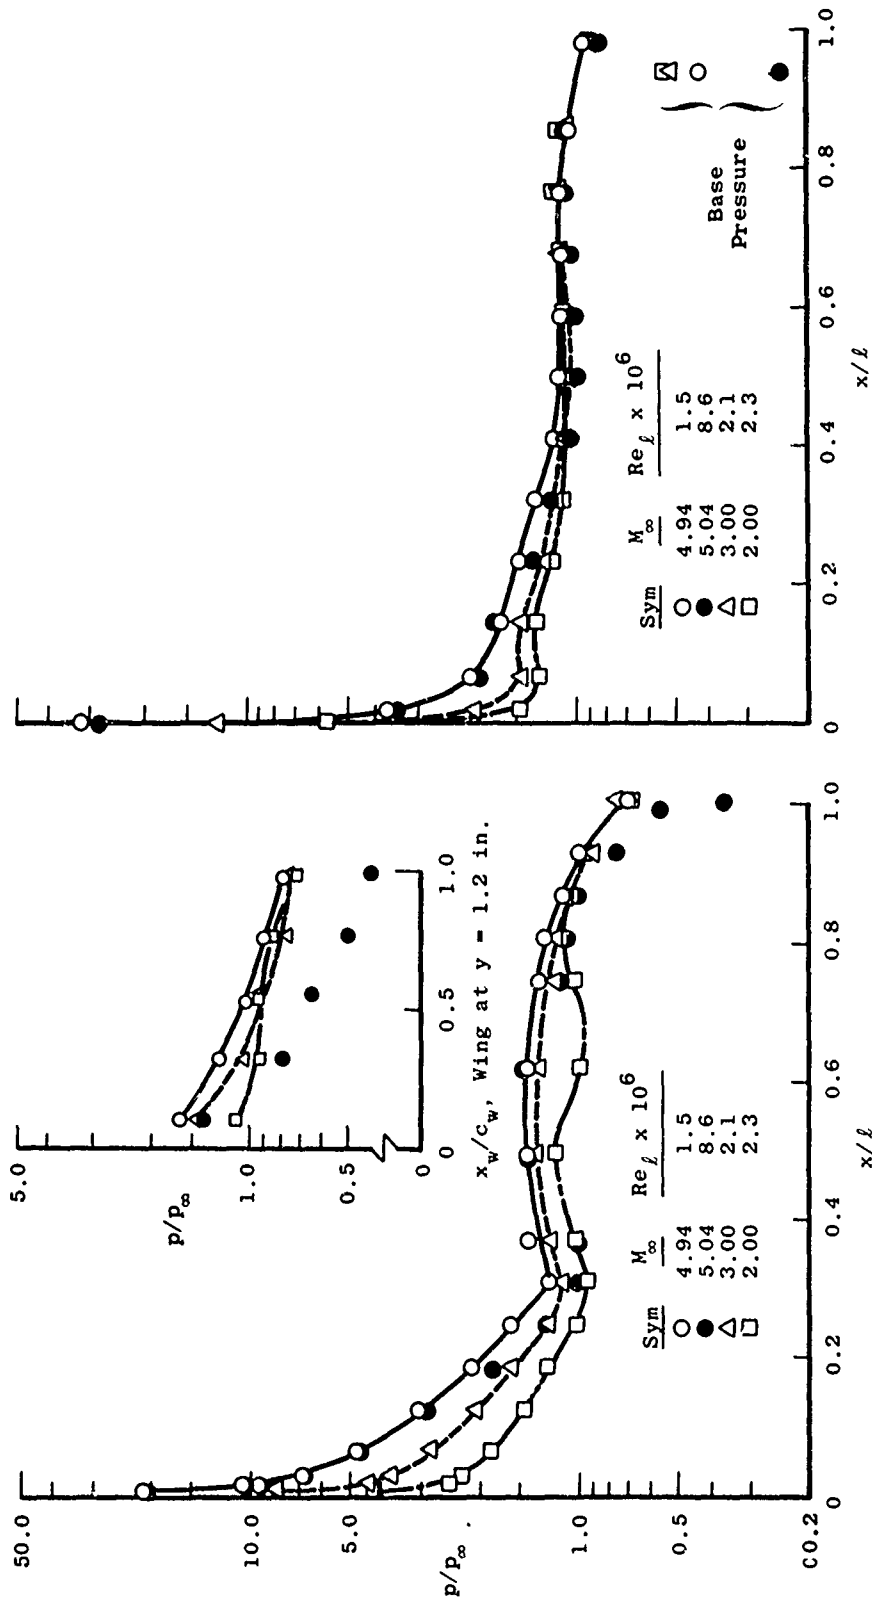 50.0
10.0
5.0
1.0
0.5
C0.2
p/p∞ .
0
0.2
0.4
0.6
0.8
1.0
x/ℓ
Sym M∞ Reℓ x 10⁶
○ 4.94 1.5
● 5.04 8.6
△ 3.00 2.1
□ 2.00 2.3
5.0
1.0
0.5
0
p/p∞
0
0.5
1.0
x_w/c_w, Wing at y = 1.2 in.
0
0.2
0.4
0.6
0.8
1.0
x/ℓ
Sym M∞ Reℓ x 10⁶
○ 4.94 1.5
● 5.04 8.6
△ 3.00 2.1
□ 2.00 2.3
Base
Pressure